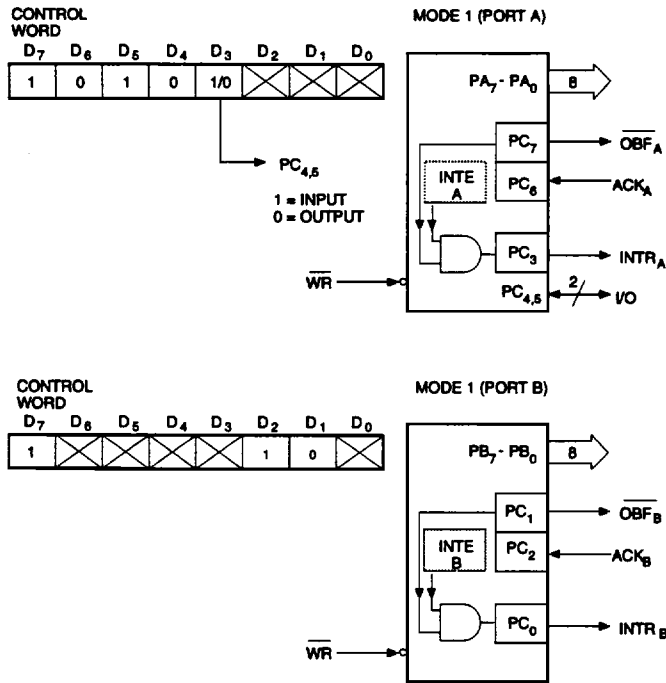 CONTROL WORD
D7 D6 D5 D4 D3 D2 D1 D0
1 0 1 0 1/0
PC4,5
1 = INPUT
0 = OUTPUT
MODE 1 (PORT A)
PA7 - PA0 8
PC7 OBFA
INTE A
PC6 ACKA
PC3 INTRA
WR
PC4,5 2 I/O
CONTROL WORD
D7 D6 D5 D4 D3 D2 D1 D0
1 1 0
MODE 1 (PORT B)
PB7 - PB0 8
PC1 OBFB
INTE B
PC2 ACKB
PC0 INTRB
WR